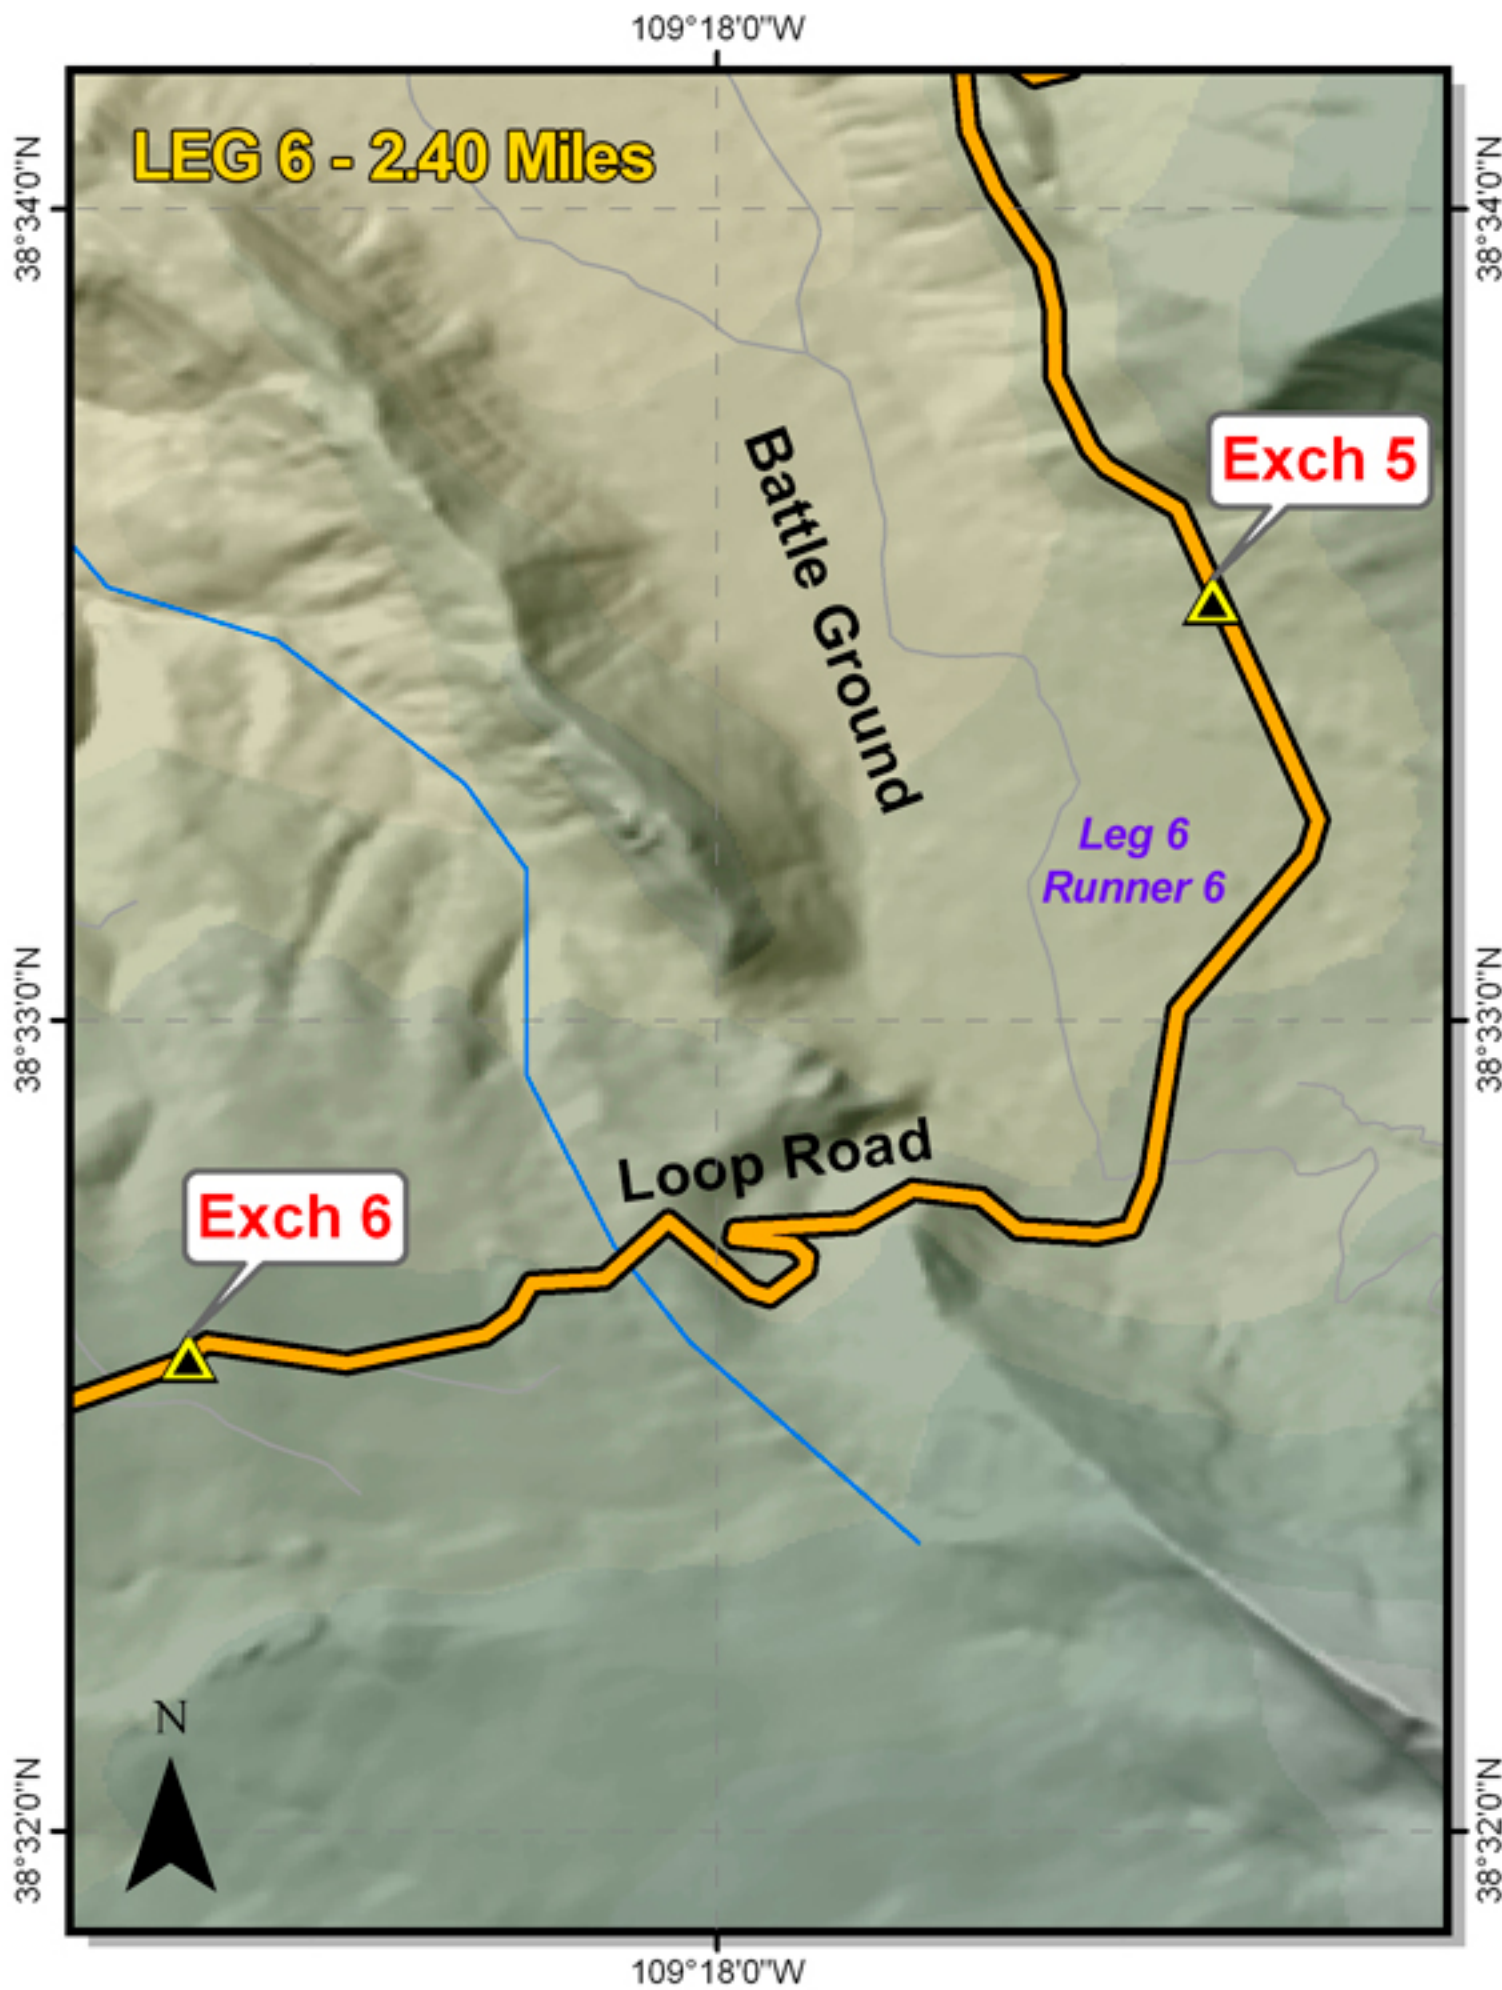 109°18'0"W
LEG 6 - 2.40 Miles
38°34'0"N
38°34'0"N
Exch 5
Battle Ground
Leg 6
Runner 6
38°33'0"N
38°33'0"N
Loop Road
Exch 6
N
38°32'0"N
38°32'0"N
109°18'0"W